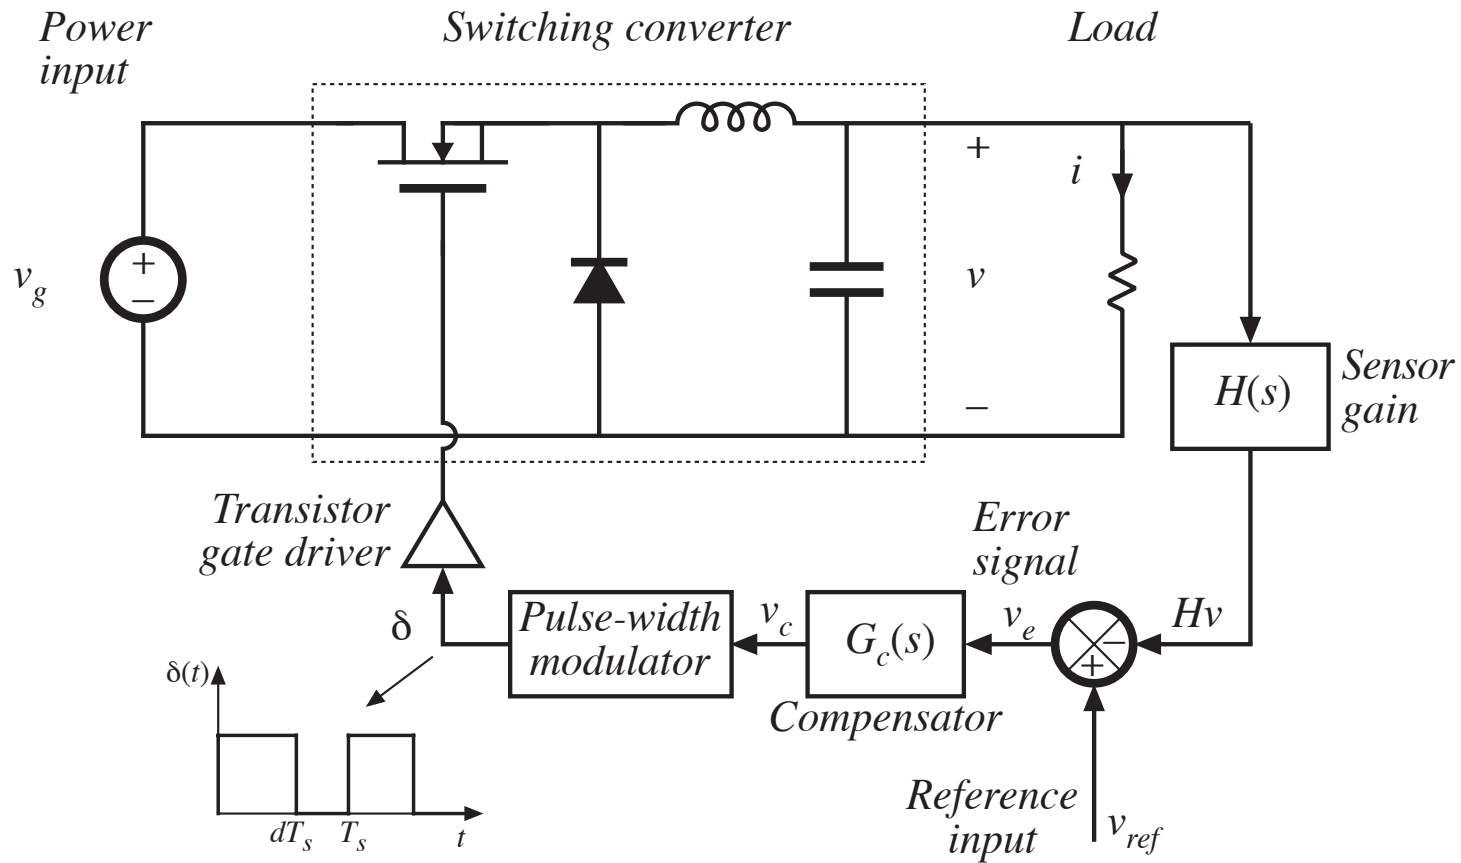 Power
input
Switching converter
Load
+
i
v_g
+
–
v
–
H(s)
Sensor
gain
Transistor
gate driver
Error
signal
δ
Pulse-width
modulator
v_c
G_c(s)
Compensator
v_e
–
+
Hv
δ(t)
dT_s
T_s
t
Reference
input
v_ref